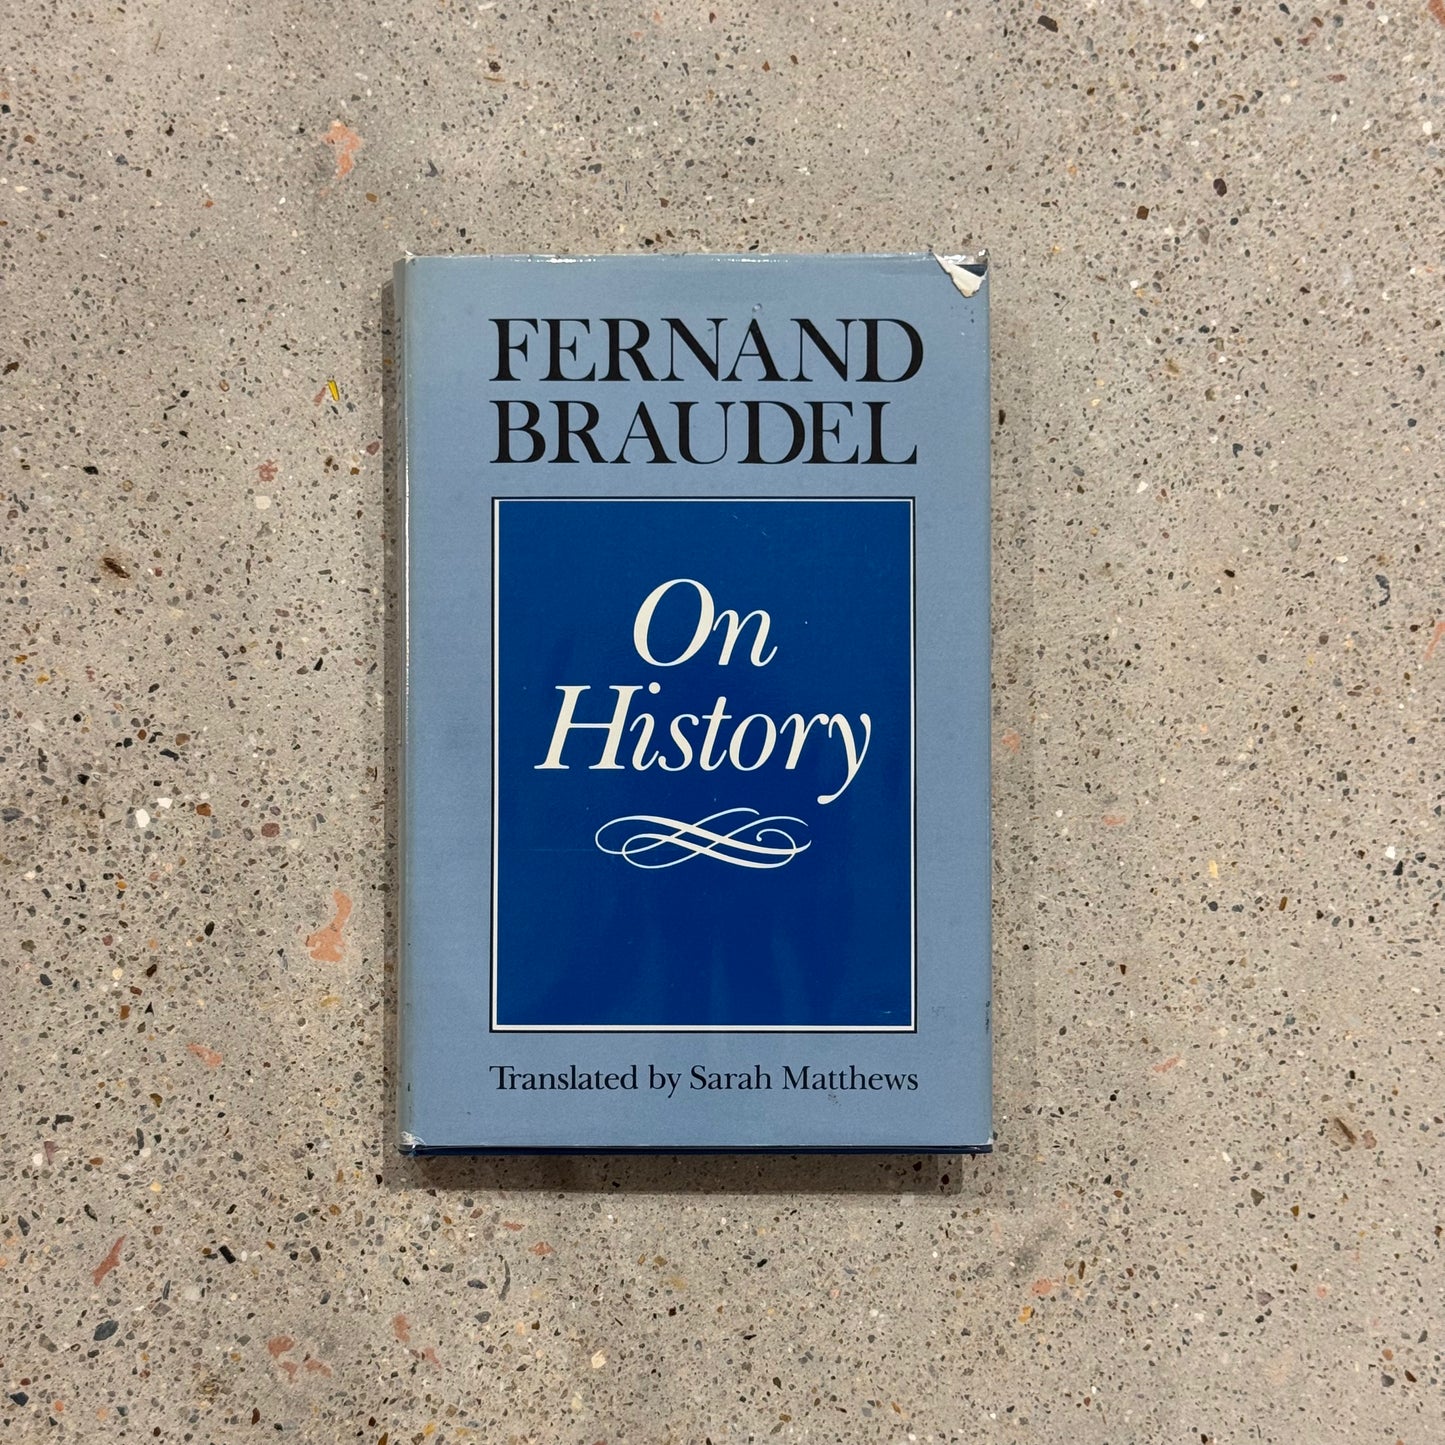 FERNAND
BRAUDEL
On
History
Translated by Sarah Matthews